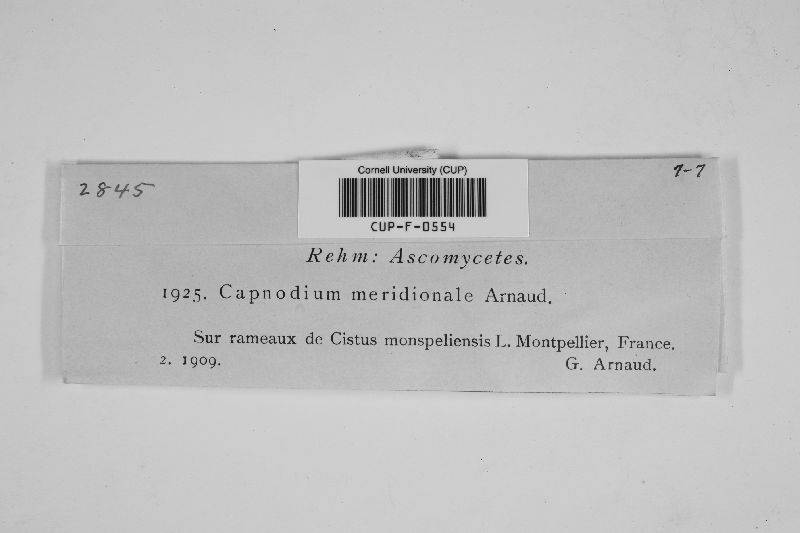 2845
Cornell University (CUP)
7-7
CUP-F-0554
Rehm: Ascomycetes.
1925. Capnodium meridionale Arnaud.
Sur rameaux de Cistus monspeliensis L. Montpellier, France.
2. 1909. G. Arnaud.